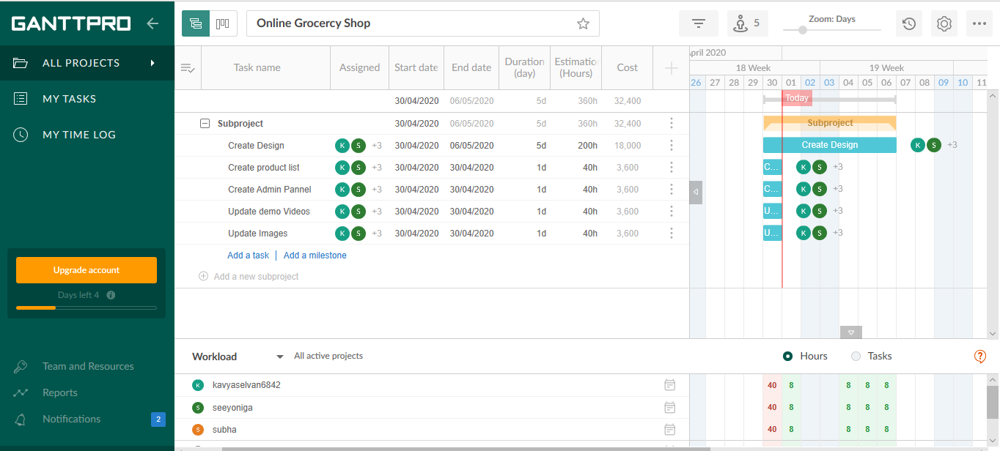 GANTTPRO
Online Grocercy Shop
5
Zoom: Days
ALL PROJECTS
MY TASKS
MY TIME LOG
Upgrade account
Days left 4
Team and Resources
Reports
Notifications 2
Task name Assigned Start date End date Duration (day) Estimatio (Hours) Cost
30/04/2020 06/05/2020 5d 360h 32,400
Subproject 30/04/2020 06/05/2020 5d 360h 32,400
Create Design K S +3 30/04/2020 06/05/2020 5d 200h 18,000
Create product list K S +3 30/04/2020 30/04/2020 1d 40h 3,600
Create Admin Pannel K S +3 30/04/2020 30/04/2020 1d 40h 3,600
Update demo Videos K S +3 30/04/2020 30/04/2020 1d 40h 3,600
Update Images K S +3 30/04/2020 30/04/2020 1d 40h 3,600
Add a task Add a milestone
Add a new subproject
pril 2020
18 Week 19 Week
26 27 28 29 30 01 02 03 04 05 06 07 08 09 10 11
Today
Subproject
Create Design K S +3
C... K S +3
C... K S +3
U... K S +3
U... K S +3
Workload All active projects Hours Tasks
K kavyaselvan6842 40 8 8 8 8
S seeyoniga 40 8 8 8 8
S subha 40 8 8 8 8